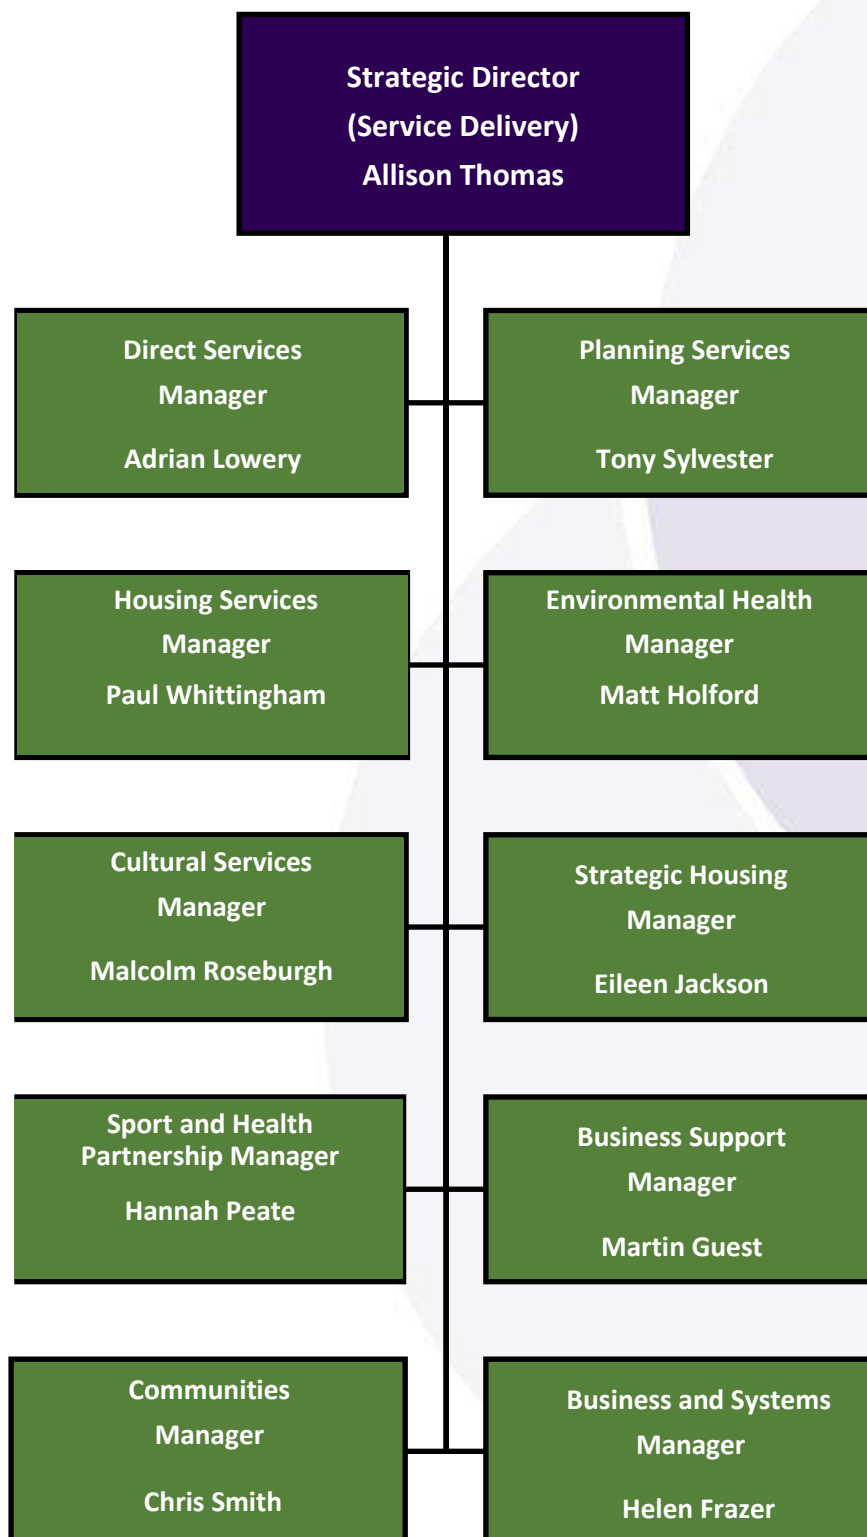 Strategic Director
(Service Delivery)
Allison Thomas
Direct Services
Manager
Adrian Lowery
Planning Services
Manager
Tony Sylvester
Housing Services
Manager
Paul Whittingham
Environmental Health
Manager
Matt Holford
Cultural Services
Manager
Malcolm Roseburgh
Strategic Housing
Manager
Eileen Jackson
Sport and Health
Partnership Manager
Hannah Peate
Business Support
Manager
Martin Guest
Communities
Manager
Chris Smith
Business and Systems
Manager
Helen Frazer